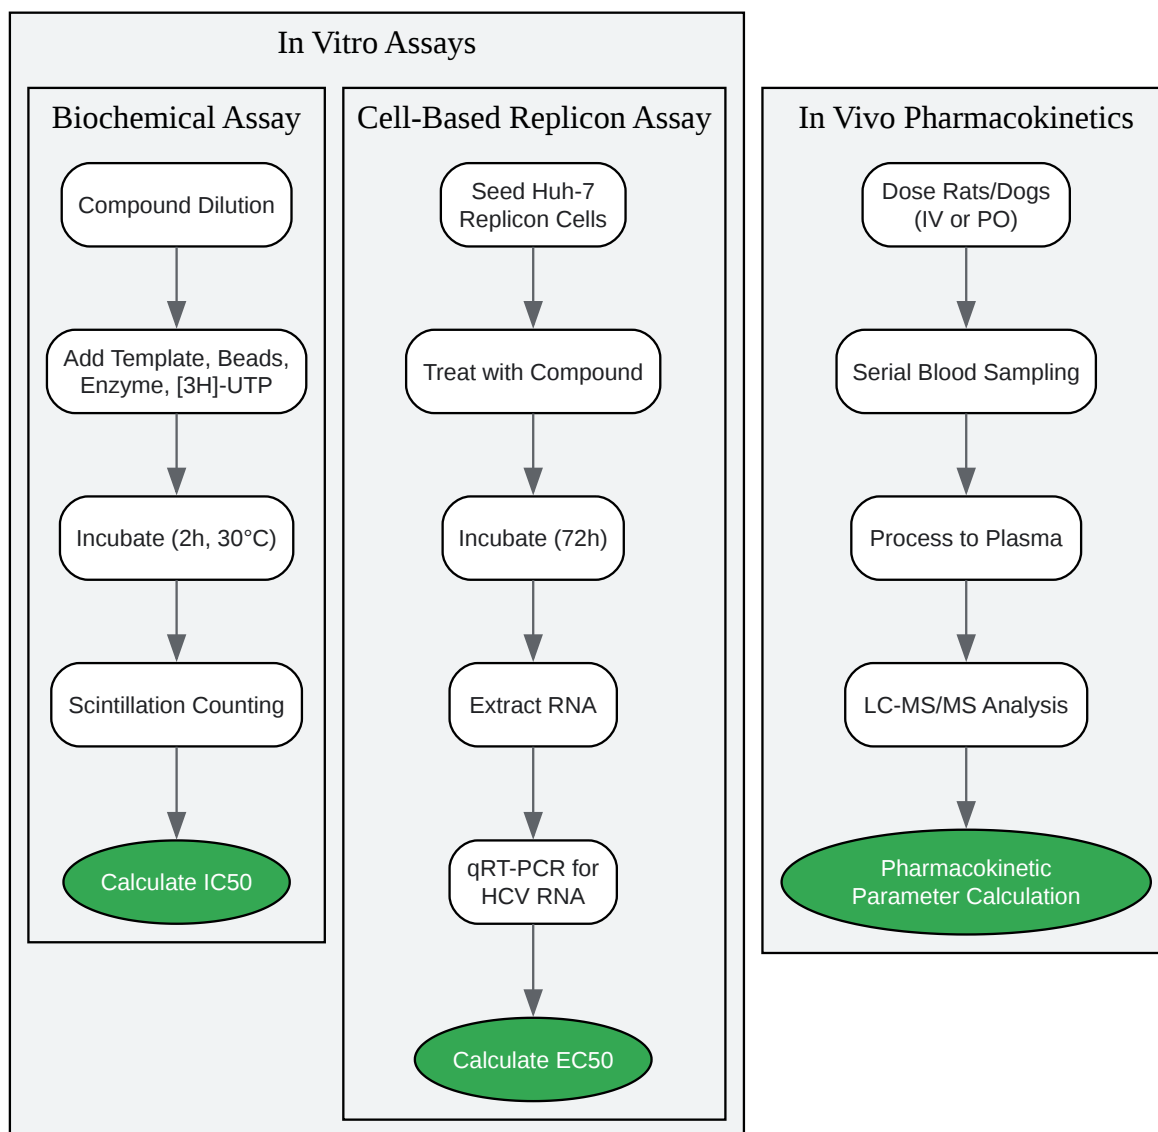 In Vitro Assays
Biochemical Assay
Compound Dilution
Add Template, Beads,
Enzyme, [3H]-UTP
Incubate (2h, 30°C)
Scintillation Counting
Calculate IC50
Cell-Based Replicon Assay
Seed Huh-7
Replicon Cells
Treat with Compound
Incubate (72h)
Extract RNA
qRT-PCR for
HCV RNA
Calculate EC50
In Vivo Pharmacokinetics
Dose Rats/Dogs
(IV or PO)
Serial Blood Sampling
Process to Plasma
LC-MS/MS Analysis
Pharmacokinetic
Parameter Calculation